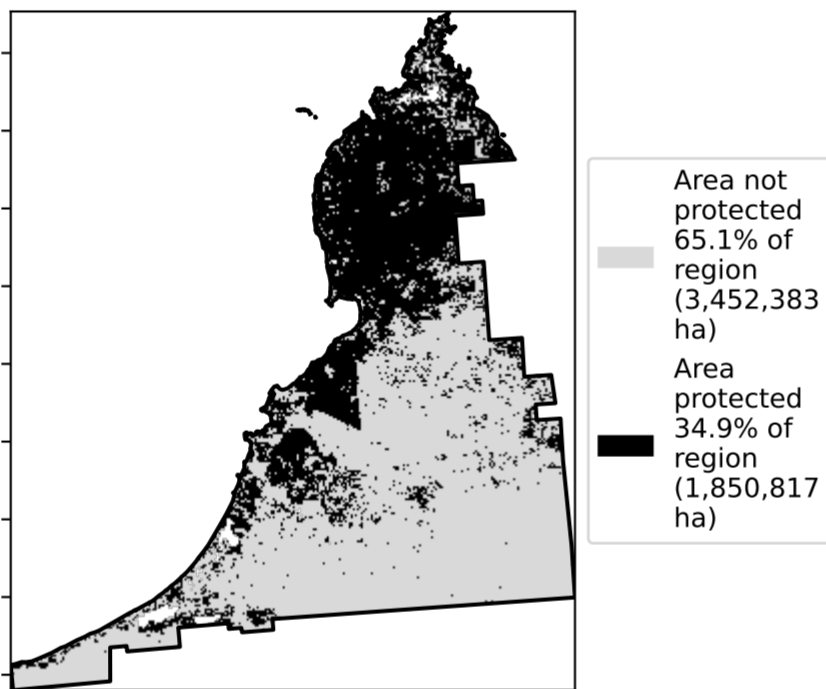 Area not
protected
65.1% of
region
(3,452,383
ha)
Area
protected
34.9% of
region
(1,850,817
ha)